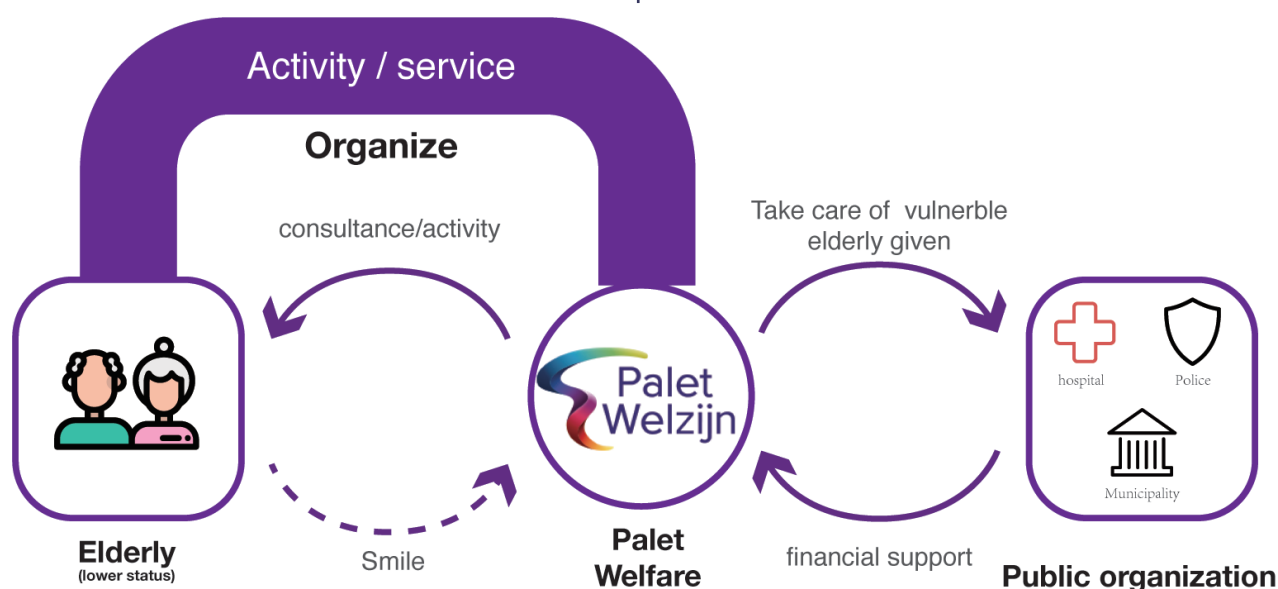 Activity / service
Organize
consultance/activity
Take care of vulnerble
elderly given
hospital
Police
Municipality
Palet
Welzijn
Elderly
(lower status)
Smile
Palet
Welfare
financial support
Public organization